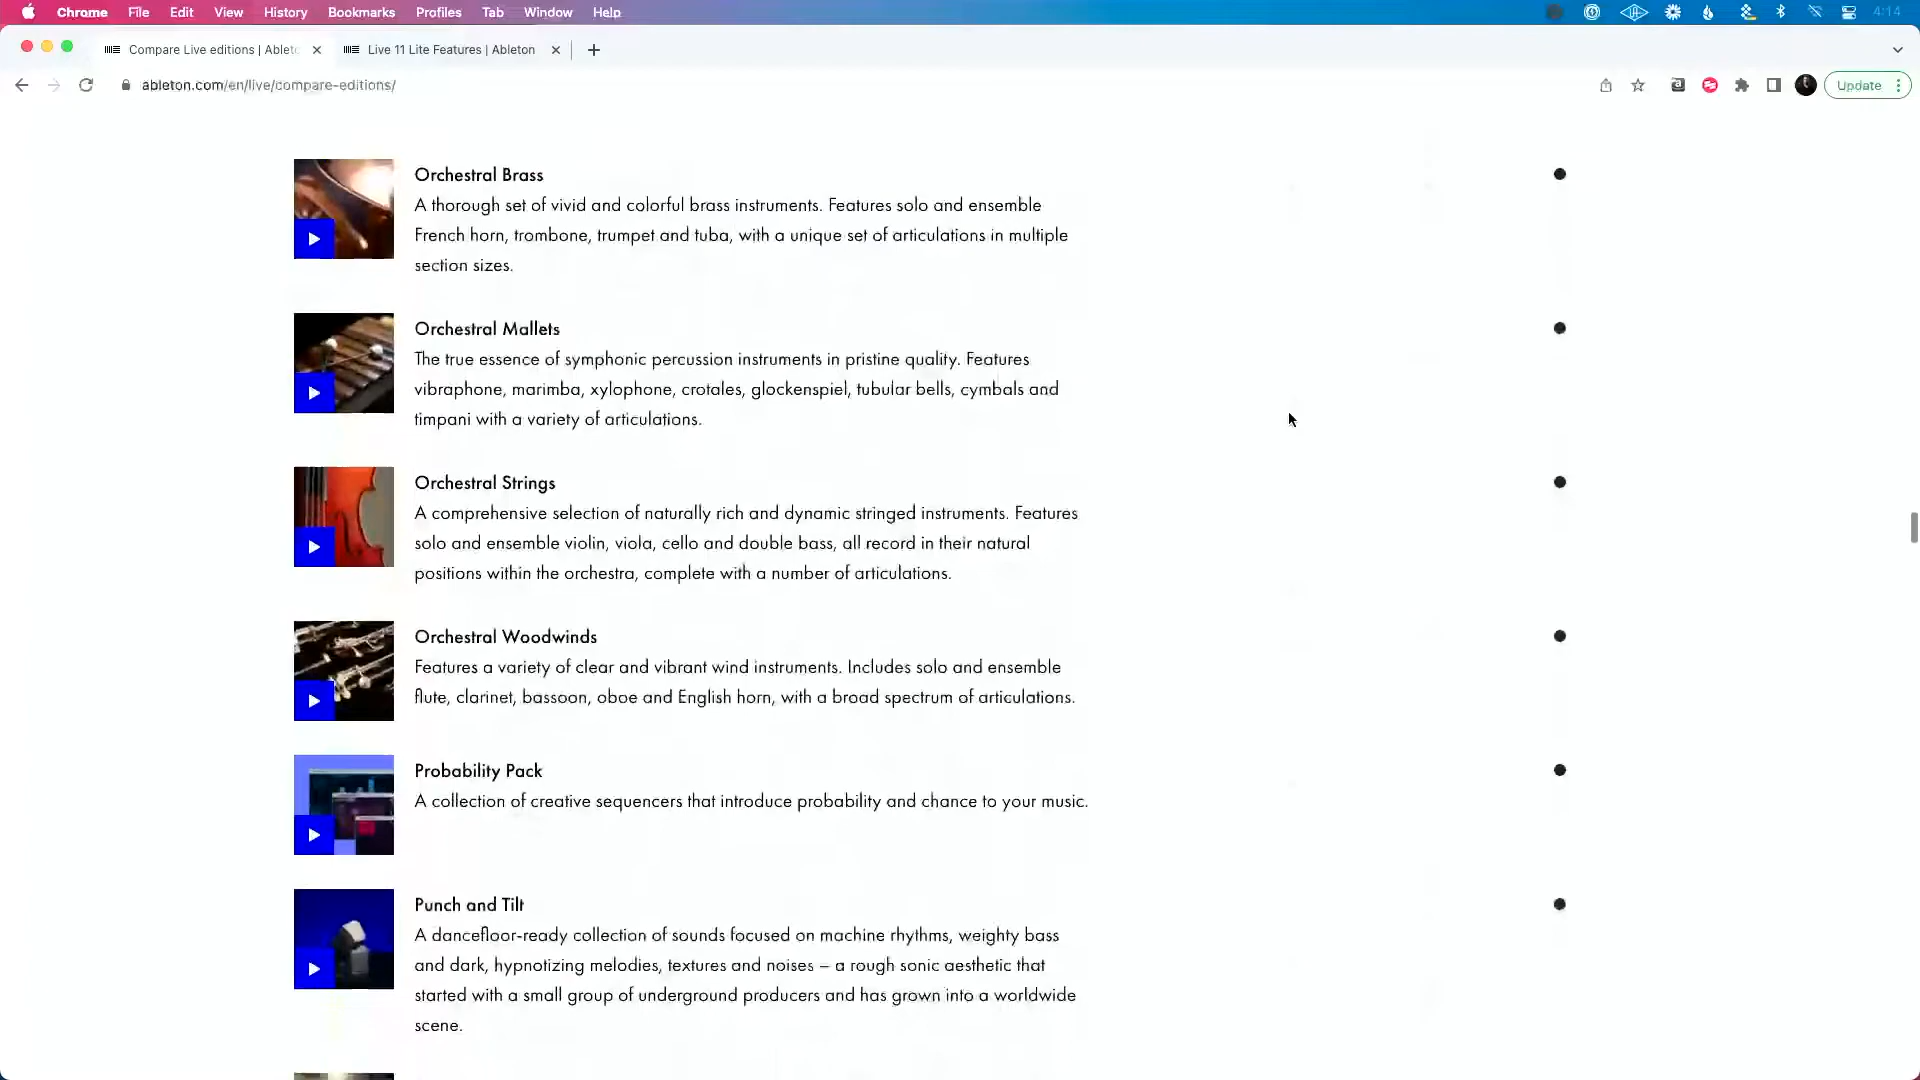 Chrome File Edit View History Bookmarks Profiles Tab Window Help 4:14
Compare Live editions | Ablet Live 11 Lite Features | Ableton
ableton.com/en/live/compare-editions/ Update
Orchestral Brass
A thorough set of vivid and colorful brass instruments. Features solo and ensemble
French horn, trombone, trumpet and tuba, with a unique set of articulations in multiple
section sizes.
Orchestral Mallets
The true essence of symphonic percussion instruments in pristine quality. Features
vibraphone, marimba, xylophone, crotales, glockenspiel, tubular bells, cymbals and
timpani with a variety of articulations.
Orchestral Strings
A comprehensive selection of naturally rich and dynamic stringed instruments. Features
solo and ensemble violin, viola, cello and double bass, all record in their natural
positions within the orchestra, complete with a number of articulations.
Orchestral Woodwinds
Features a variety of clear and vibrant wind instruments. Includes solo and ensemble
flute, clarinet, bassoon, oboe and English horn, with a broad spectrum of articulations.
Probability Pack
A collection of creative sequencers that introduce probability and chance to your music.
Punch and Tilt
A dancefloor-ready collection of sounds focused on machine rhythms, weighty bass
and dark, hypnotizing melodies, textures and noises – a rough sonic aesthetic that
started with a small group of underground producers and has grown into a worldwide
scene.